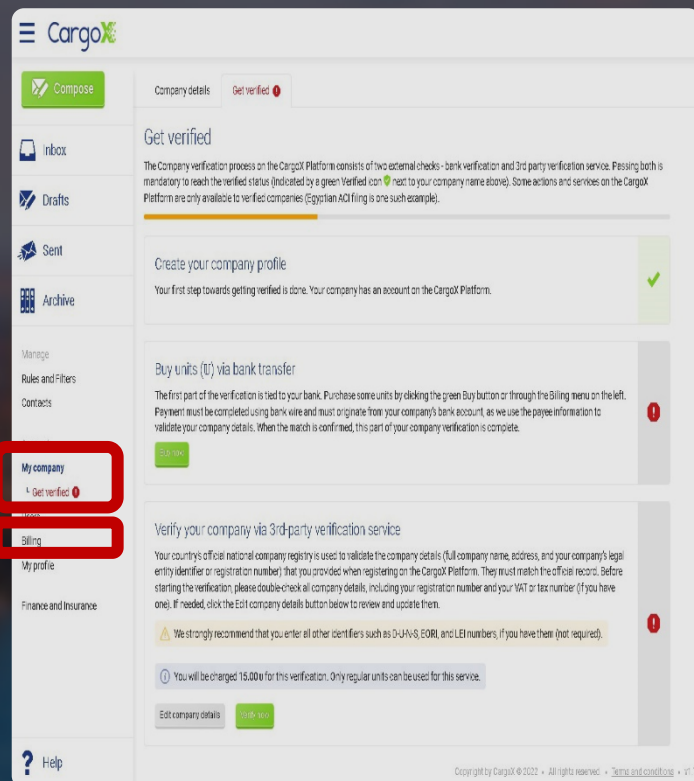 CargoX
Compose
Company details
Get verified
Inbox
Get verified
The Company verification process on the CargoX Platform consists of two external checks - bank verification and 3rd party verification service. Passing both is
mandatory to reach the verified status (indicated by a green Verified icon next to your company name above). Some actions and services on the CargoX
Platform are only available to verified companies (Egyptian ACI filing is one such example).
Drafts
Sent
Archive
Create your company profile
Your first step towards getting verified is done. Your company has an account on the CargoX Platform.
Manage
Rules and Filters
Contacts
Buy units (U) via bank transfer
The first part of the verification is tied to your bank. Purchase some units by clicking the green Buy button or through the Billing menu on the left.
Payment must be completed using bank wire and must originate from your company's bank account, as we use the payee information to
validate your company details. When the match is confirmed, this part of your company verification is complete.
Buy now
My company
Get verified
Billing
My profile
Finance and Insurance
Verify your company via 3rd-party verification service
Your country's official national company registry is used to validate the company details (full company name, address, and your company's legal
entity identifier or registration number) that you provided when registering on the CargoX Platform. They must match the official record. Before
starting the verification, please double-check all company details, including your registration number and your VAT or tax number (if you have
one). If needed, click the Edit company details button below to review and update them.
We strongly recommend that you enter all other identifiers such as D-U-N-S, EORI, and LEI numbers, if you have them (not required).
You will be charged 15.00 U for this verification. Only regular units can be used for this service.
Edit company details
Verify now
Help
Copyright by CargoX © 2022 • All rights reserved. • Terms and conditions •